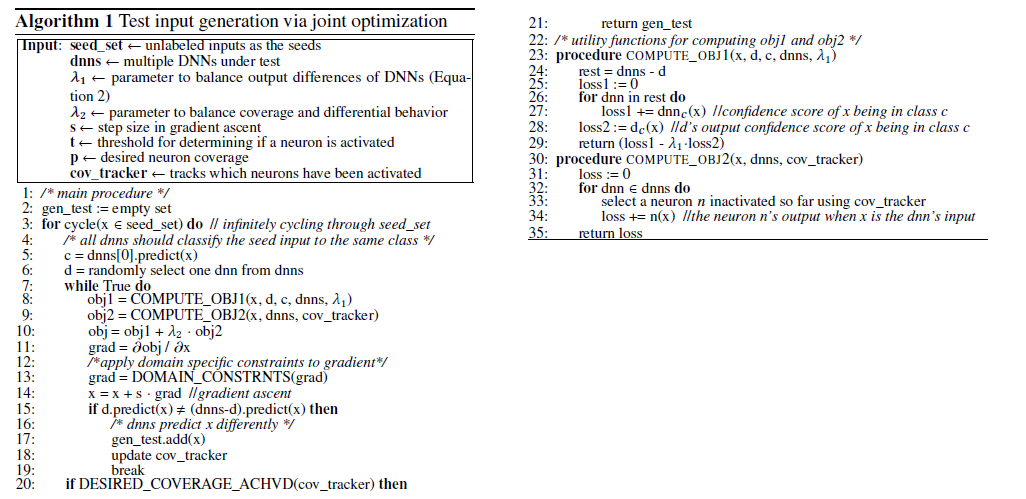 Algorithm 1 Test input generation via joint optimization
Input: seed_set ← unlabeled inputs as the seeds
dnns ← multiple DNNs under test
λ₁ ← parameter to balance output differences of DNNs (Equa-
tion 2)
λ₂ ← parameter to balance coverage and differential behavior
s ← step size in gradient ascent
t ← threshold for determining if a neuron is activated
p ← desired neuron coverage
cov_tracker ← tracks which neurons have been activated
1: /* main procedure */
2: gen_test := empty set
3: for cycle(x ∈ seed_set) do // infinitely cycling through seed_set
4: /* all dnns should classify the seed input to the same class */
5: c = dnns[0].predict(x)
6: d = randomly select one dnn from dnns
7: while True do
8: obj1 = COMPUTE_OBJ1(x, d, c, dnns, λ₁)
9: obj2 = COMPUTE_OBJ2(x, dnns, cov_tracker)
10: obj = obj1 + λ₂ · obj2
11: grad = ∂obj / ∂x
12: /*apply domain specific constraints to gradient*/
13: grad = DOMAIN_CONSTRNTS(grad)
14: x = x + s · grad //gradient ascent
15: if d.predict(x) ≠ (dnns-d).predict(x) then
16: /* dnns predict x differently */
17: gen_test.add(x)
18: update cov_tracker
19: break
20: if DESIRED_COVERAGE_ACHVD(cov_tracker) then
21: return gen_test
22: /* utility functions for computing obj1 and obj2 */
23: procedure COMPUTE_OBJ1(x, d, c, dnns, λ₁)
24: rest = dnns - d
25: loss1 := 0
26: for dnn in rest do
27: loss1 += dnn_c(x) //confidence score of x being in class c
28: loss2 := d_c(x) //d's output confidence score of x being in class c
29: return (loss1 - λ₁·loss2)
30: procedure COMPUTE_OBJ2(x, dnns, cov_tracker)
31: loss := 0
32: for dnn ∈ dnns do
33: select a neuron n inactivated so far using cov_tracker
34: loss += n(x) //the neuron n's output when x is the dnn's input
35: return loss